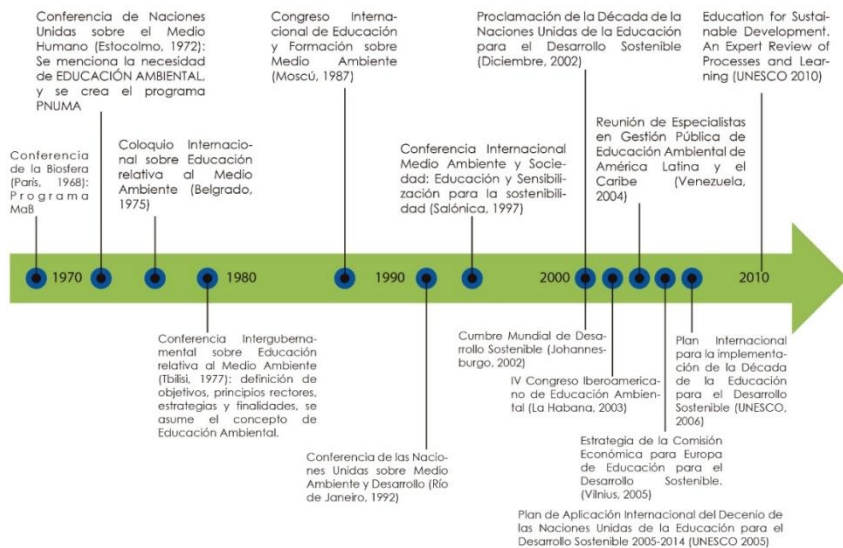 Conferencia de Naciones
Unidas sobre el Medio
Humano (Estocolmo, 1972):
Se menciona la necesidad
de EDUCACIÓN AMBIENTAL,
y se crea el programa
PNUMA
Congreso Interna-
cional de Educación
y Formación sobre
Medio Ambiente
(Moscú, 1987)
Proclamación de la Década de la
Naciones Unidas de la Educación
para el Desarrollo Sostenible
(Diciembre, 2002)
Education for Sustai-
nable Development.
An Expert Review of
Processes and Lear-
ning (UNESCO 2010)
Conferencia
de la Biosfera
(París, 1968):
Programa
MaB
Coloquio Internacio-
nal sobre Educación
relativa al Medio
Ambiente (Belgrado,
1975)
Conferencia Internacional
Medio Ambiente y Socie-
dad: Educación y Sensibi-
lización para la sostenibili-
dad (Salónica, 1997)
Reunión de Especialistas
en Gestión Pública de
Educación Ambiental de
América Latina y el
Caribe (Venezuela,
2004)
1970
1980
1990
2000
2010
Conferencia Interguberna-
mental sobre Educación
relativa al Medio Ambiente
(Tbilisi, 1977): definición de
objetivos, principios rectores,
estrategias y finalidades, se
asume el concepto de
Educación Ambiental.
Conferencia de las Nacio-
nes Unidas sobre Medio
Ambiente y Desarrollo (Río
de Janeiro, 1992)
Cumbre Mundial de Desa-
rrollo Sostenible (Johannes-
burgo, 2002)
IV Congreso Iberoamerica-
no de Educación Ambien-
tal (La Habana, 2003)
Estrategia de la Comisión
Económica para Europa
de Educación para el
Desarrollo Sostenible.
(Vilnius, 2005)
Plan Internacional
para la implementa-
ción de la Década
de la Educación
para el Desarrollo
Sostenible (UNESCO,
2006)
Plan de Aplicación Internacional del Decenio de
las Naciones Unidas de la Educación para el
Desarrollo Sostenible 2005-2014 (UNESCO 2005)